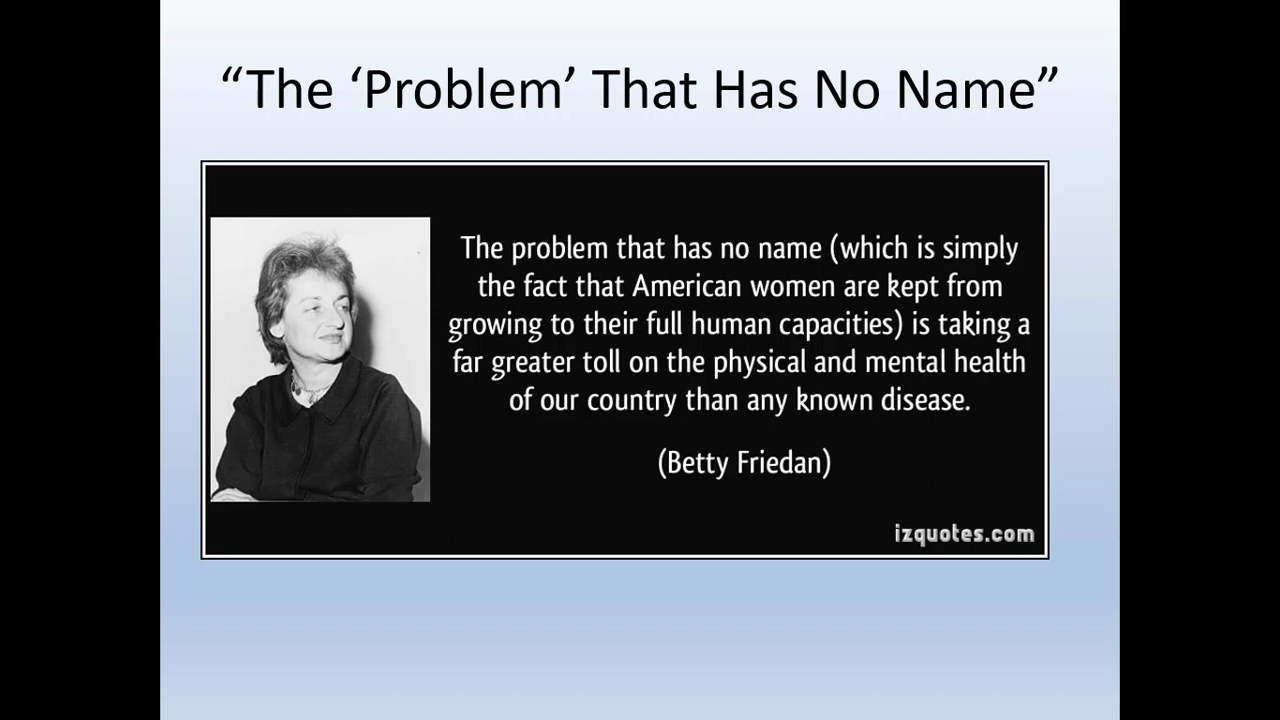 “The ‘Problem’ That Has No Name”
The problem that has no name (which is simply
the fact that American women are kept from
growing to their full human capacities) is taking a
far greater toll on the physical and mental health
of our country than any known disease.
(Betty Friedan)
izquotes.com